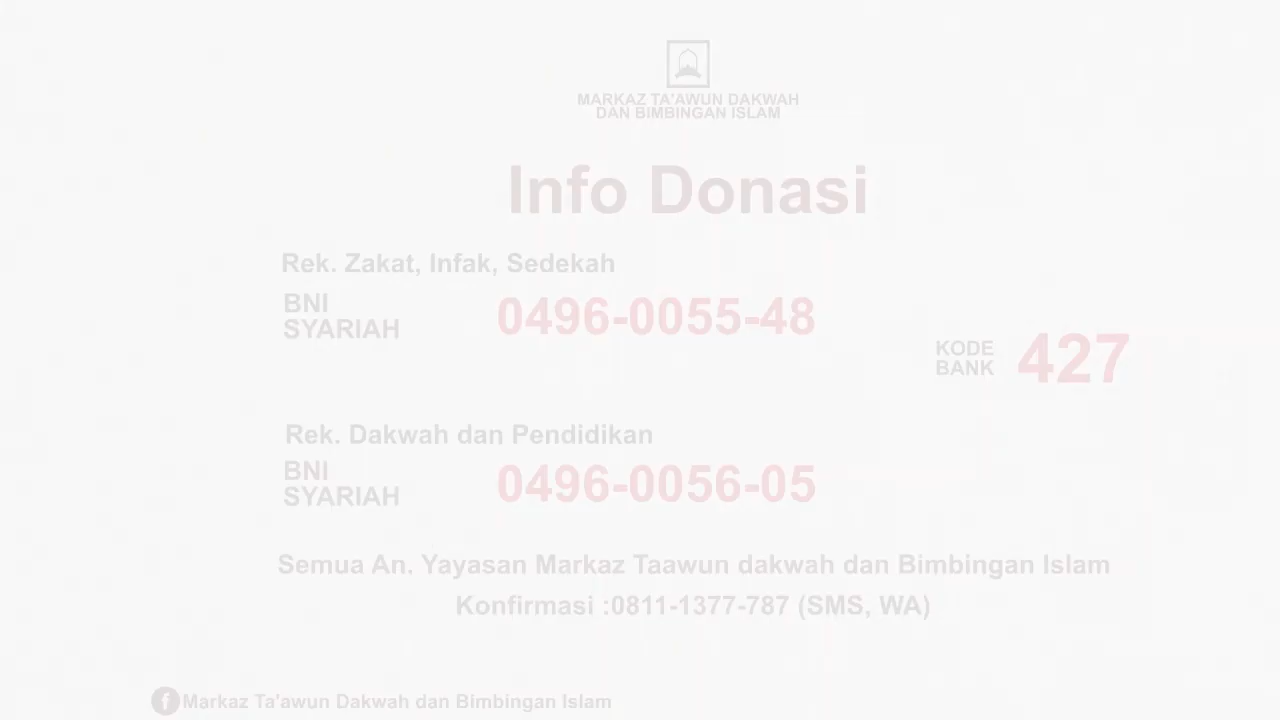 MARKAZ TA'AWUN DAKWAH
DAN BIMBINGAN ISLAM
Info Donasi
Rek. Zakat, Infak, Sedekah
BNI
SYARIAH
0496-0055-48
KODE
BANK
427
Rek. Dakwah dan Pendidikan
BNI
SYARIAH
0496-0056-05
Semua An. Yayasan Markaz Taawun dakwah dan Bimbingan Islam
Konfirmasi :0811-1377-787 (SMS, WA)
f Markaz Ta'awun Dakwah dan Bimbingan Islam